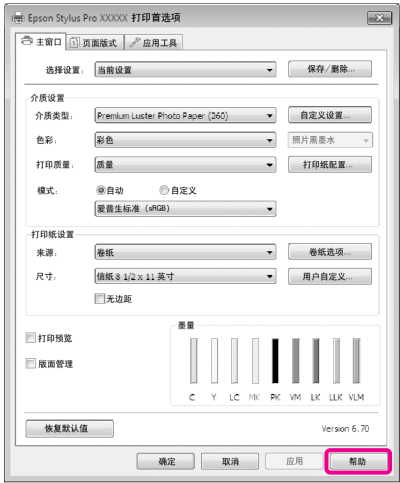 Epson Stylus Pro XXXXX 打印首选项
主窗口 页面版式 应用工具
选择设置: 当前设置 保存/删除...
介质设置
介质类型: Premium Luster Photo Paper (260) 自定义设置...
色彩: 彩色 照片黑墨水
打印质量: 质量 打印纸配置...
模式: 自动 自定义
爱普生标准 (sRGB)
打印纸设置
来源: 卷纸 卷纸选项...
尺寸: 信纸 8 1/2 x 11 英寸 用户自定义...
无边距
打印预览
版面管理
墨量
C Y LC MK PK VM LK LLK VLM
恢复默认值 Version 6.70
确定 取消 应用 帮助